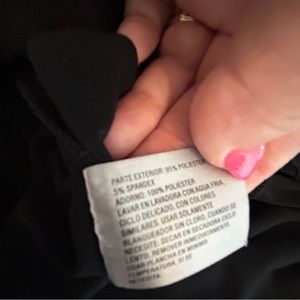 PARTE EXTERIOR: 95% POLIESTER
5% SPANDEX
ADORNO: 100% POLIESTER
LAVAR EN LAVADORA CON AGUA FRIA,
CICLO DELICADO, CON COLORES
SIMILARES. USAR SOLAMENTE
BLANQUEADOR SIN CLORO, CUANDO LO
NECESITE. SECAR EN SECADORA CICLO
LENTO. REMOVER INMEDIATAMENTE.
USAR PLANCHA EN MINIMA
TEMPERATURA, SI SE
NECESITA.